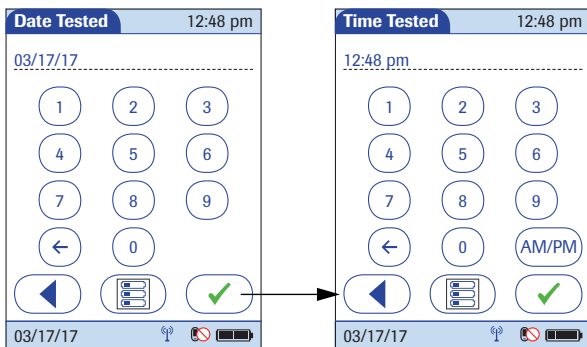 Date Tested 12:48 pm
03/17/17
1 2 3
4 5 6
7 8 9
0
03/17/17
Time Tested 12:48 pm
12:48 pm
1 2 3
4 5 6
7 8 9
0 AM/PM
03/17/17